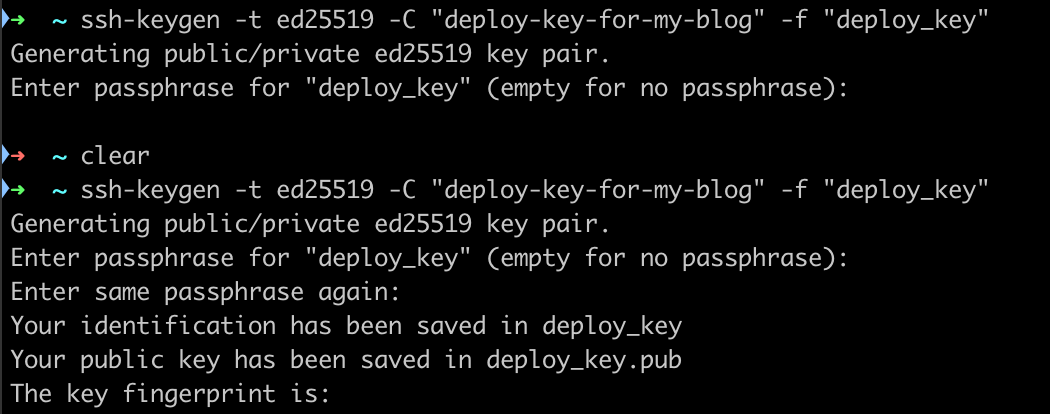 ➜  ~ ssh-keygen -t ed25519 -C "deploy-key-for-my-blog" -f "deploy_key"
Generating public/private ed25519 key pair.
Enter passphrase for "deploy_key" (empty for no passphrase):
➜  ~ clear
➜  ~ ssh-keygen -t ed25519 -C "deploy-key-for-my-blog" -f "deploy_key"
Generating public/private ed25519 key pair.
Enter passphrase for "deploy_key" (empty for no passphrase):
Enter same passphrase again:
Your identification has been saved in deploy_key
Your public key has been saved in deploy_key.pub
The key fingerprint is: